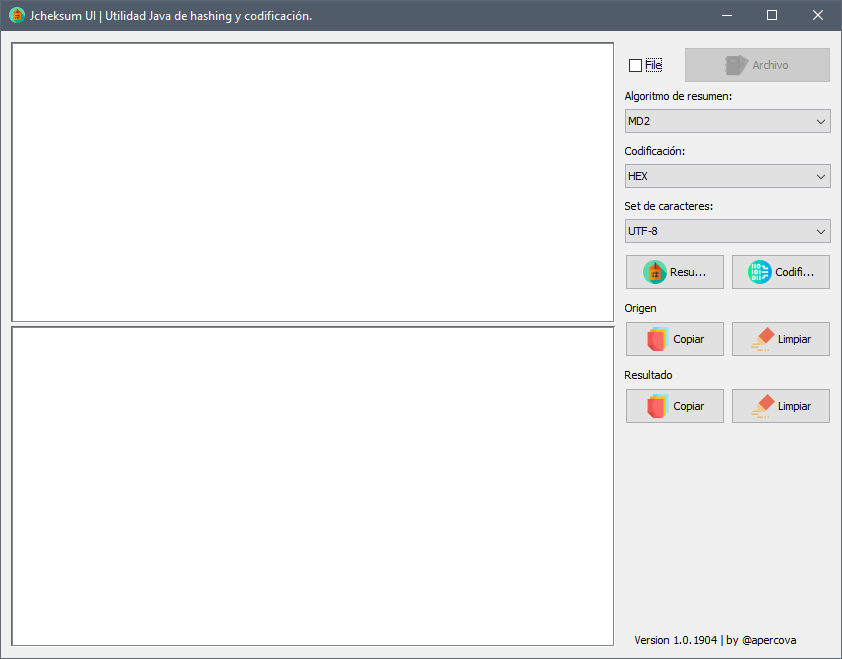 Jcheksum UI | Utilidad Java de hashing y codificación.
File
Archivo
Algoritmo de resumen:
MD2
Codificación:
HEX
Set de caracteres:
UTF-8
Resu... Codifi...
Origen
Copiar Limpiar
Resultado
Copiar Limpiar
Version 1.0.1904 | by @apercova